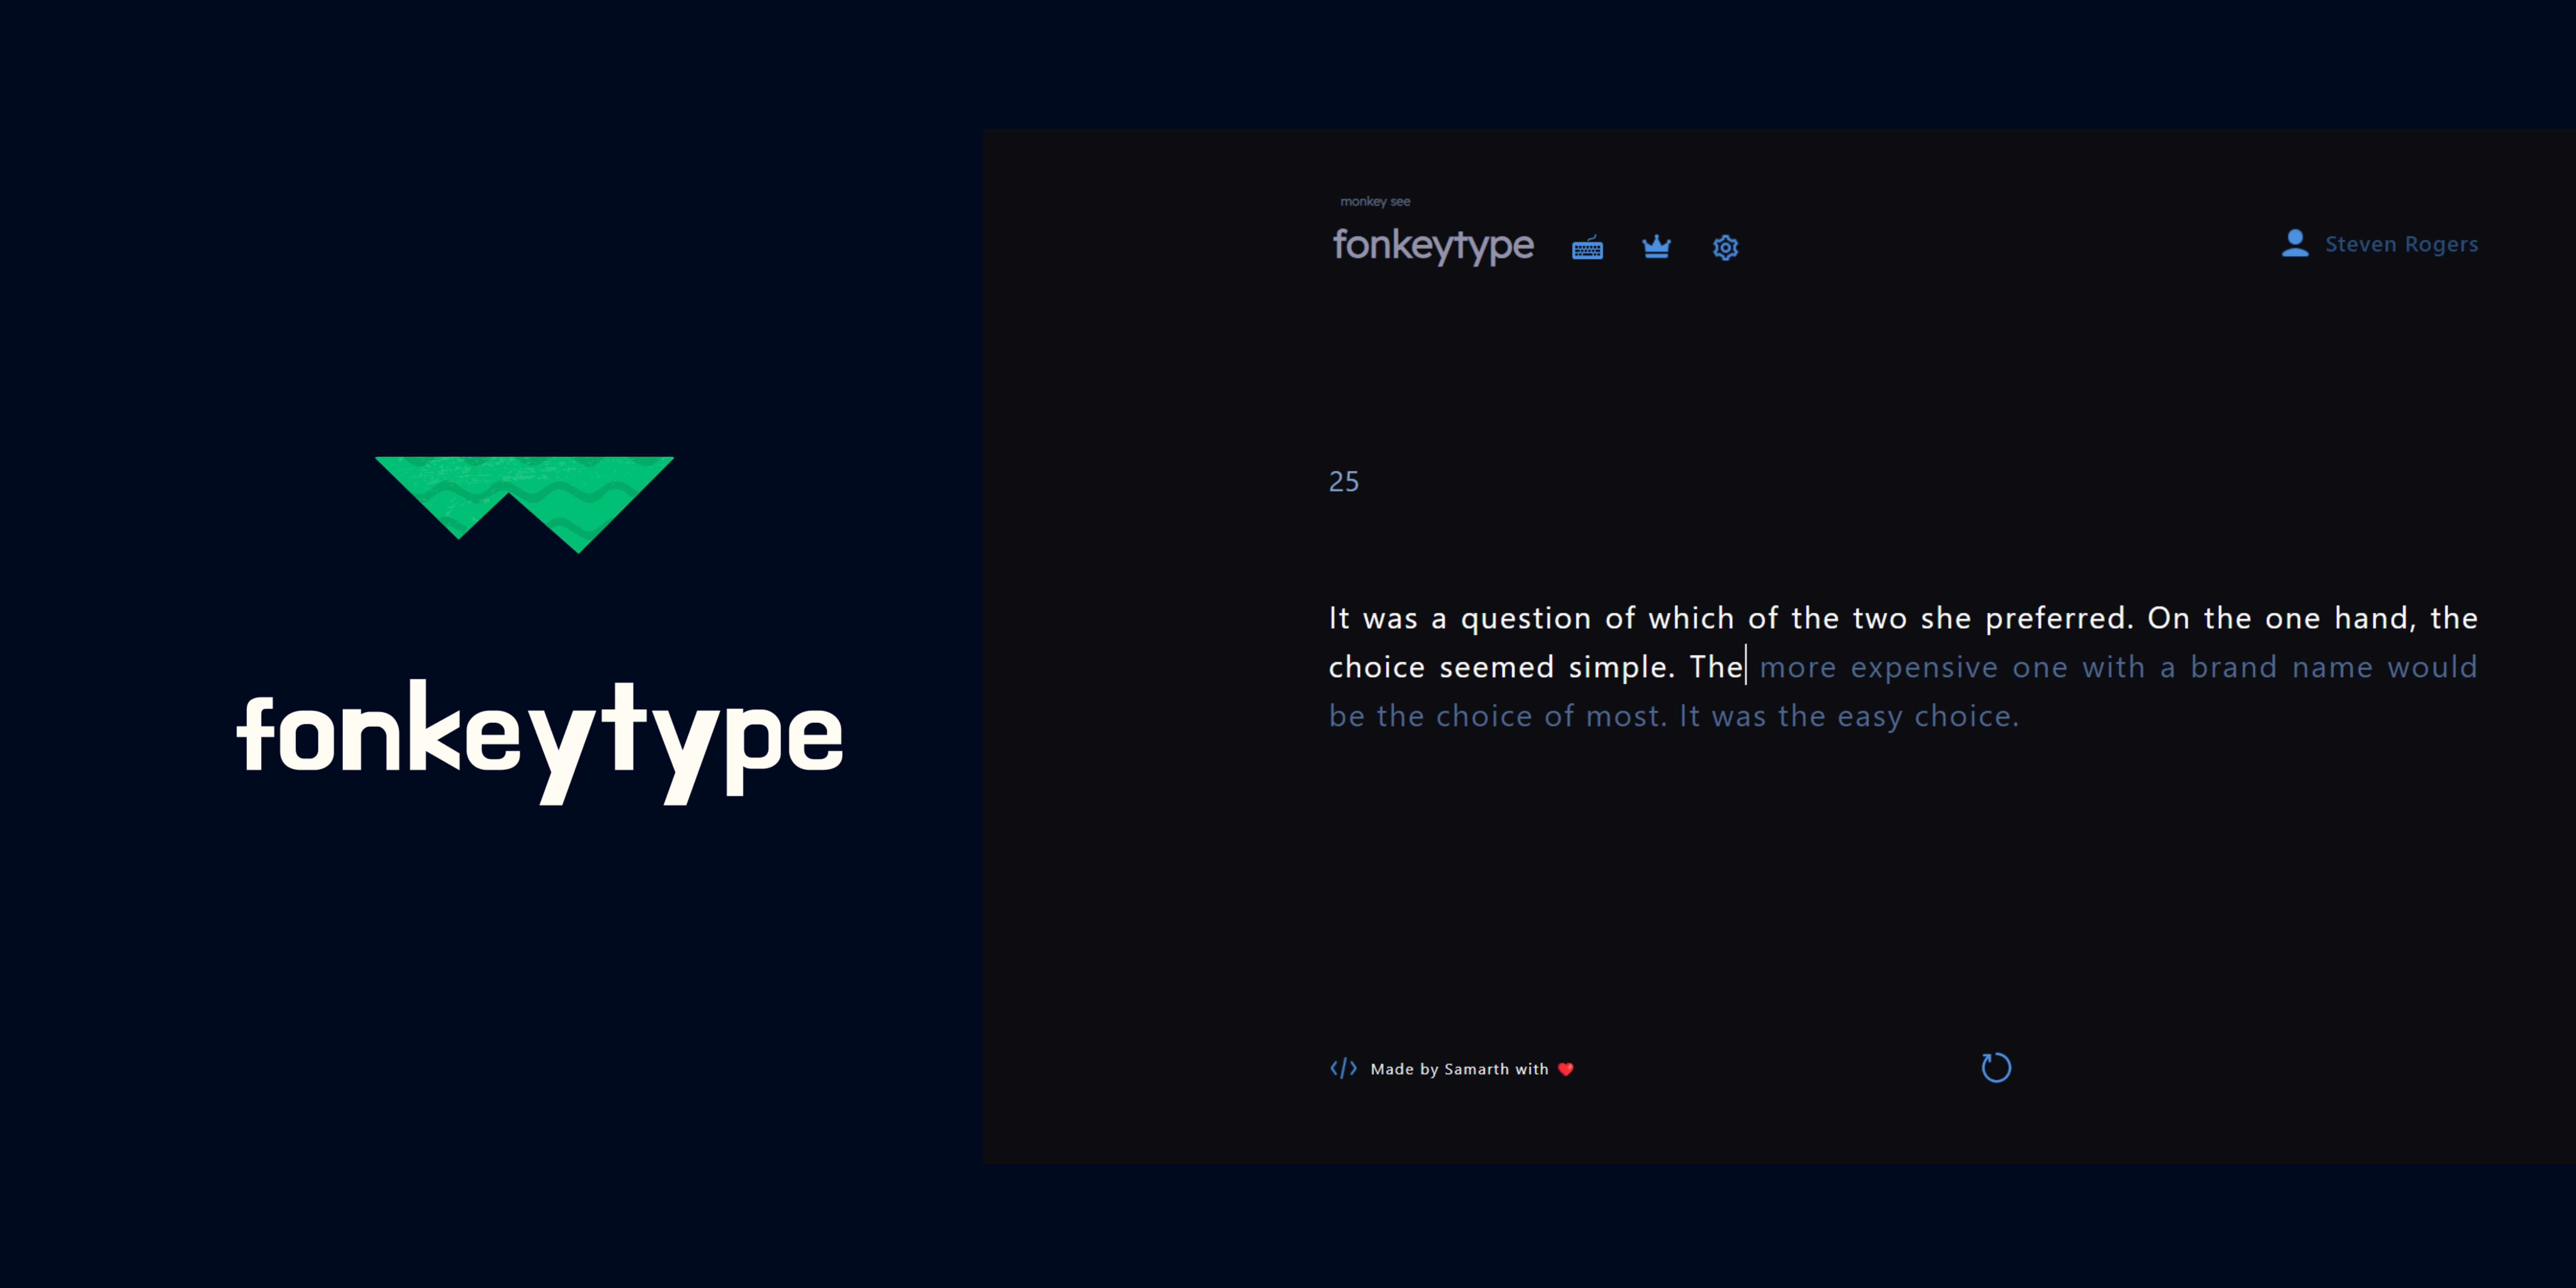 fonkeytype
monkey see
fonkeytype
Steven Rogers
25
It was a question of which of the two she preferred. On the one hand, the
choice seemed simple. The more expensive one with a brand name would
be the choice of most. It was the easy choice.
</> Made by Samarth with ❤️